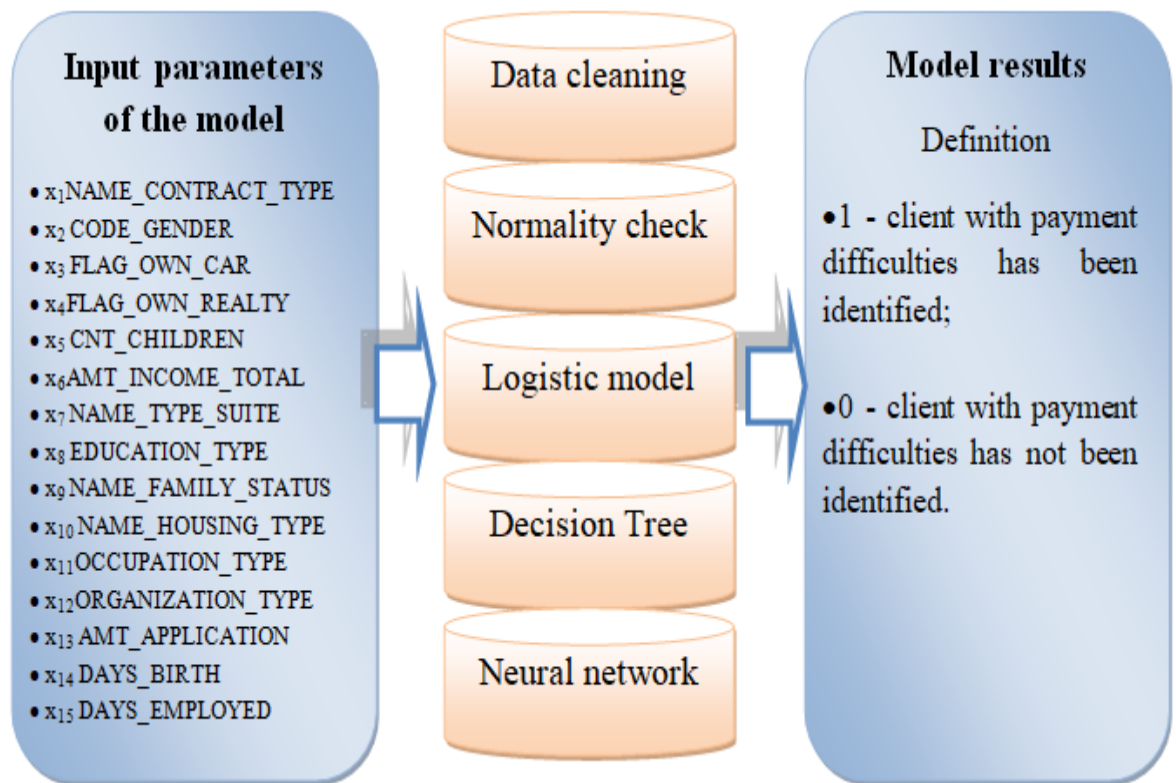 Input parameters
of the model
• x₁NAME_CONTRACT_TYPE
• x₂ CODE_GENDER
• x₃ FLAG_OWN_CAR
• x₄FLAG_OWN_REALTY
• x₅ CNT_CHILDREN
• x₆AMT_INCOME_TOTAL
• x₇ NAME_TYPE_SUITE
• x₈ EDUCATION_TYPE
• x₉ NAME_FAMILY_STATUS
• x₁₀ NAME_HOUSING_TYPE
• x₁₁OCCUPATION_TYPE
• x₁₂ORGANIZATION_TYPE
• x₁₃ AMT_APPLICATION
• x₁₄ DAYS_BIRTH
• x₁₅ DAYS_EMPLOYED
Data cleaning
Normality check
Logistic model
Decision Tree
Neural network
Model results
Definition
•1 - client with payment
difficulties has been
identified;
•0 - client with payment
difficulties has not been
identified.